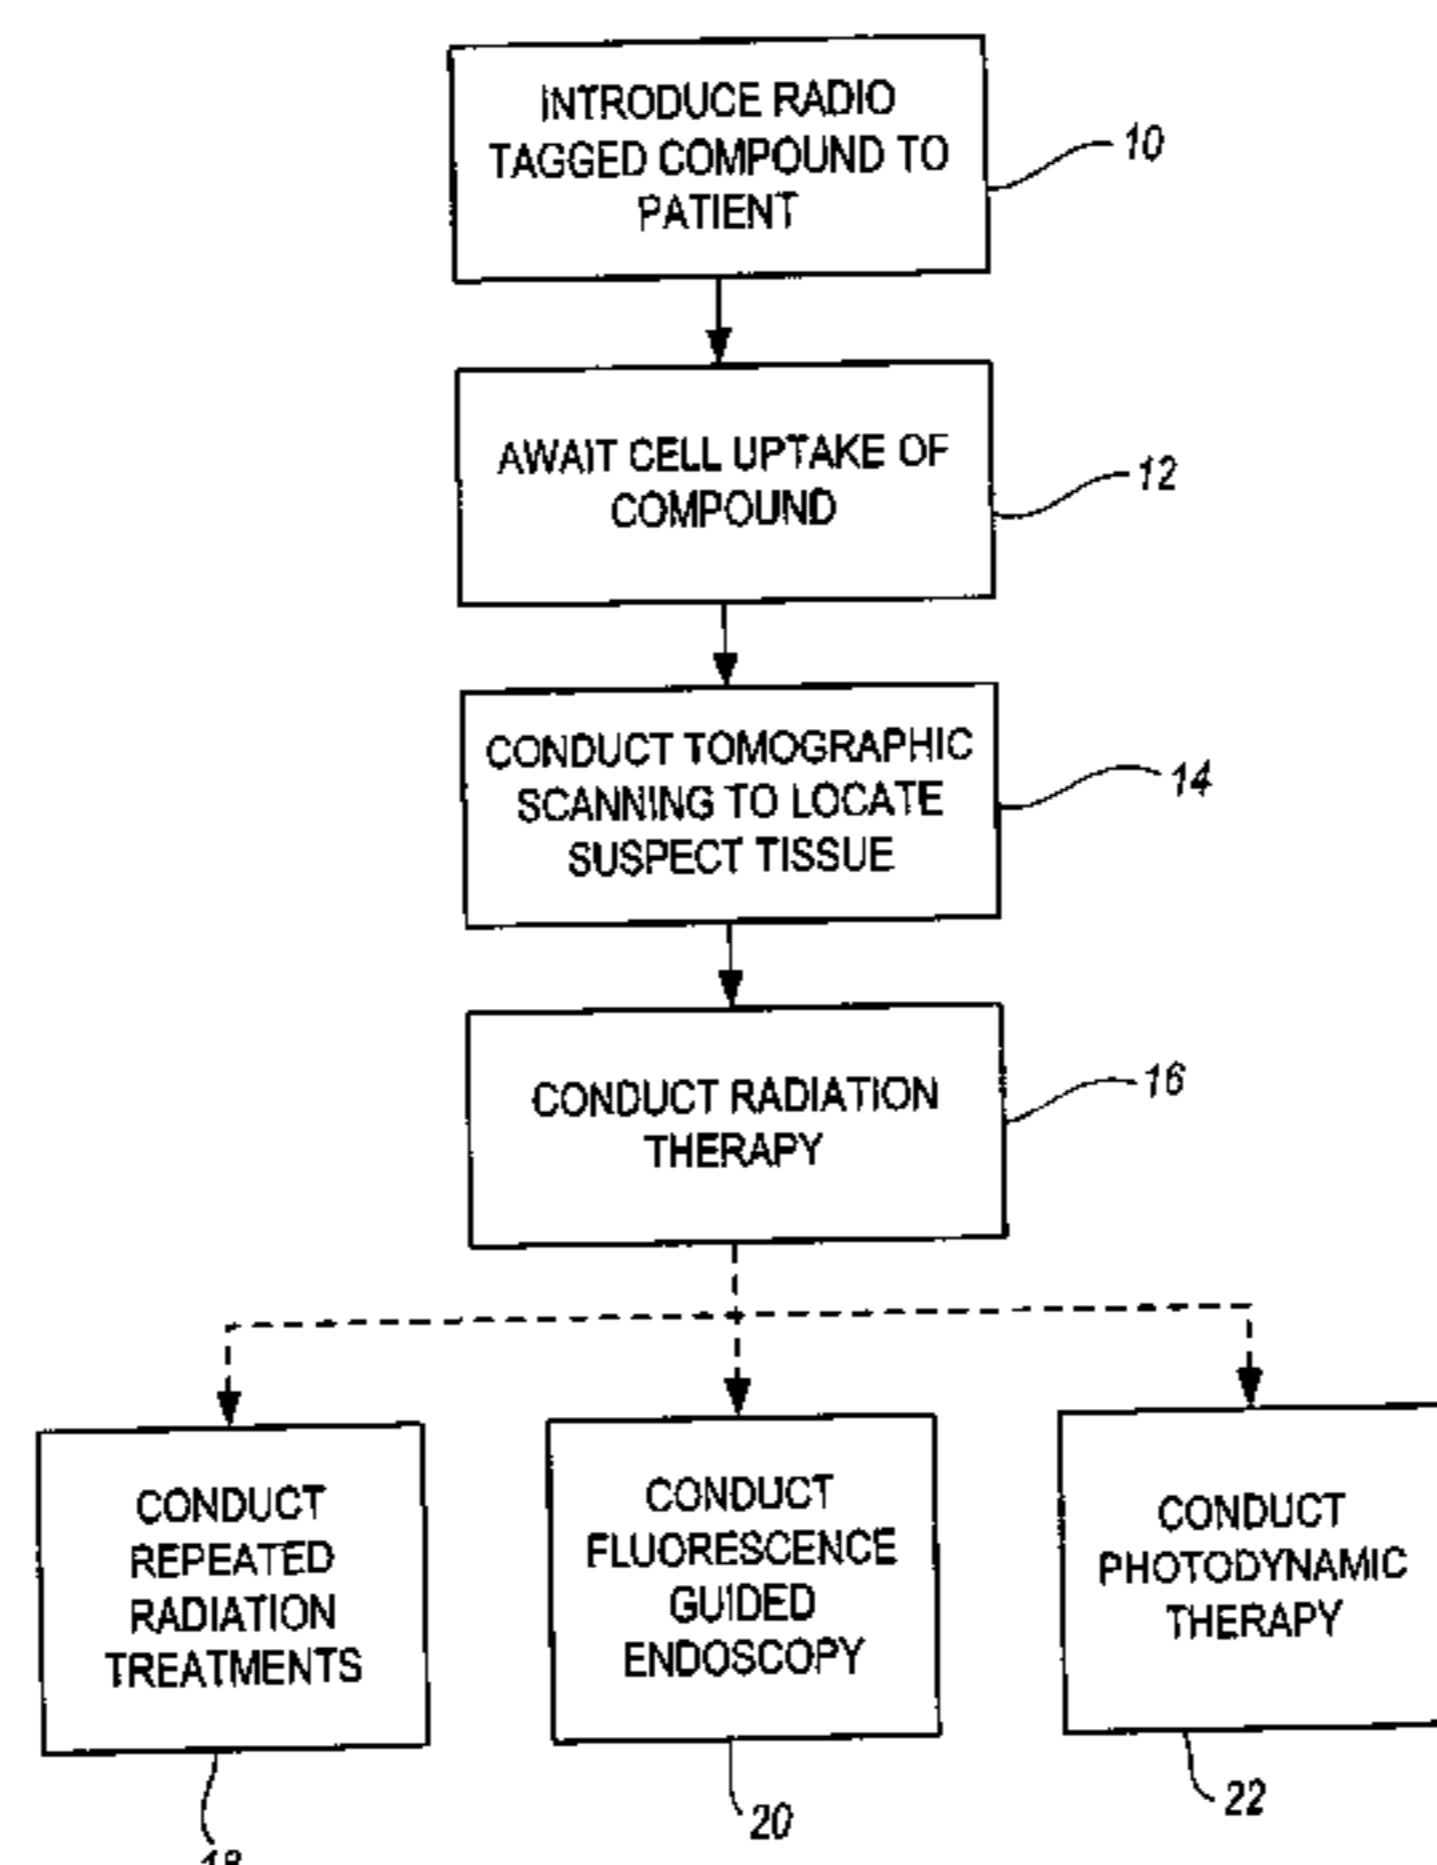 INTRODUCE RADIO
TAGGED COMPOUND TO
PATIENT
10
AWAIT CELL UPTAKE OF
COMPOUND
12
CONDUCT TOMOGRAPHIC
SCANNING TO LOCATE
SUSPECT TISSUE
14
CONDUCT RADIATION
THERAPY
16
CONDUCT
REPEATED
RADIATION
TREATMENTS
18
CONDUCT
FLUORESCENCE
GUIDED
ENDOSCOPY
20
CONDUCT
PHOTODYNAMIC
THERAPY
22